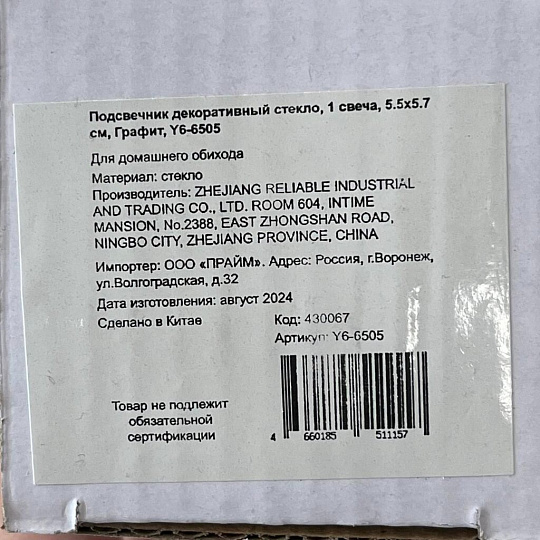 Подсвечник декоративный стекло, 1 свеча, 5.5x5.7
см, Графит, Y6-6505
Для домашнего обихода
Материал: стекло
Производитель: ZHEJIANG RELIABLE INDUSTRIAL
AND TRADING CO., LTD. ROOM 604, INTIME
MANSION, No.2388, EAST ZHONGSHAN ROAD,
NINGBO CITY, ZHEJIANG PROVINCE, CHINA
Импортер: ООО «ПРАЙМ». Адрес: Россия, г.Воронеж,
ул.Волгоградская, д.32
Дата изготовления: август 2024
Сделано в Китае
Код: 430067
Артикул: Y6-6505
Товар не подлежит
обязательной
сертификации
4 660185 511157